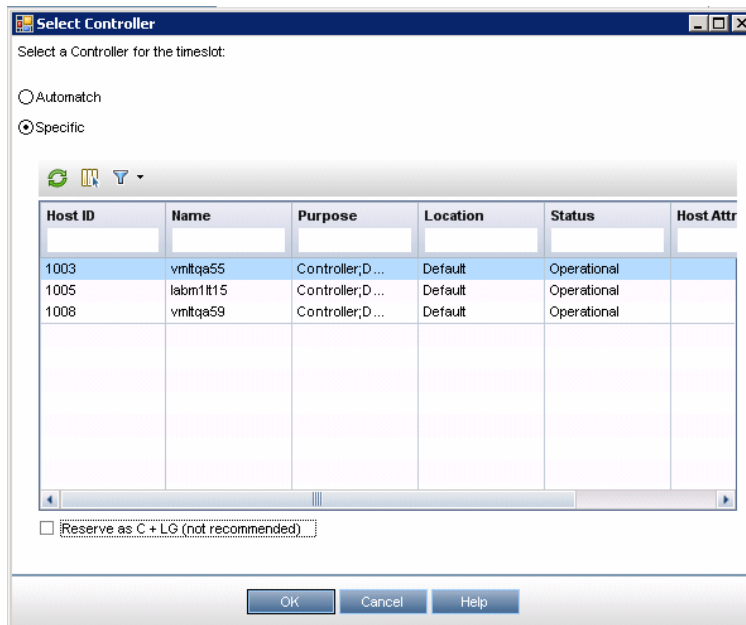 Select Controller
Select a Controller for the timeslot:
Automatch
Specific
Host ID Name Purpose Location Status Host Attr
1003 vmltqa55 Controller;D... Default Operational
1005 labm1lt15 Controller;D... Default Operational
1008 vmltqa59 Controller;D... Default Operational
Reserve as C + LG (not recommended)
OK Cancel Help